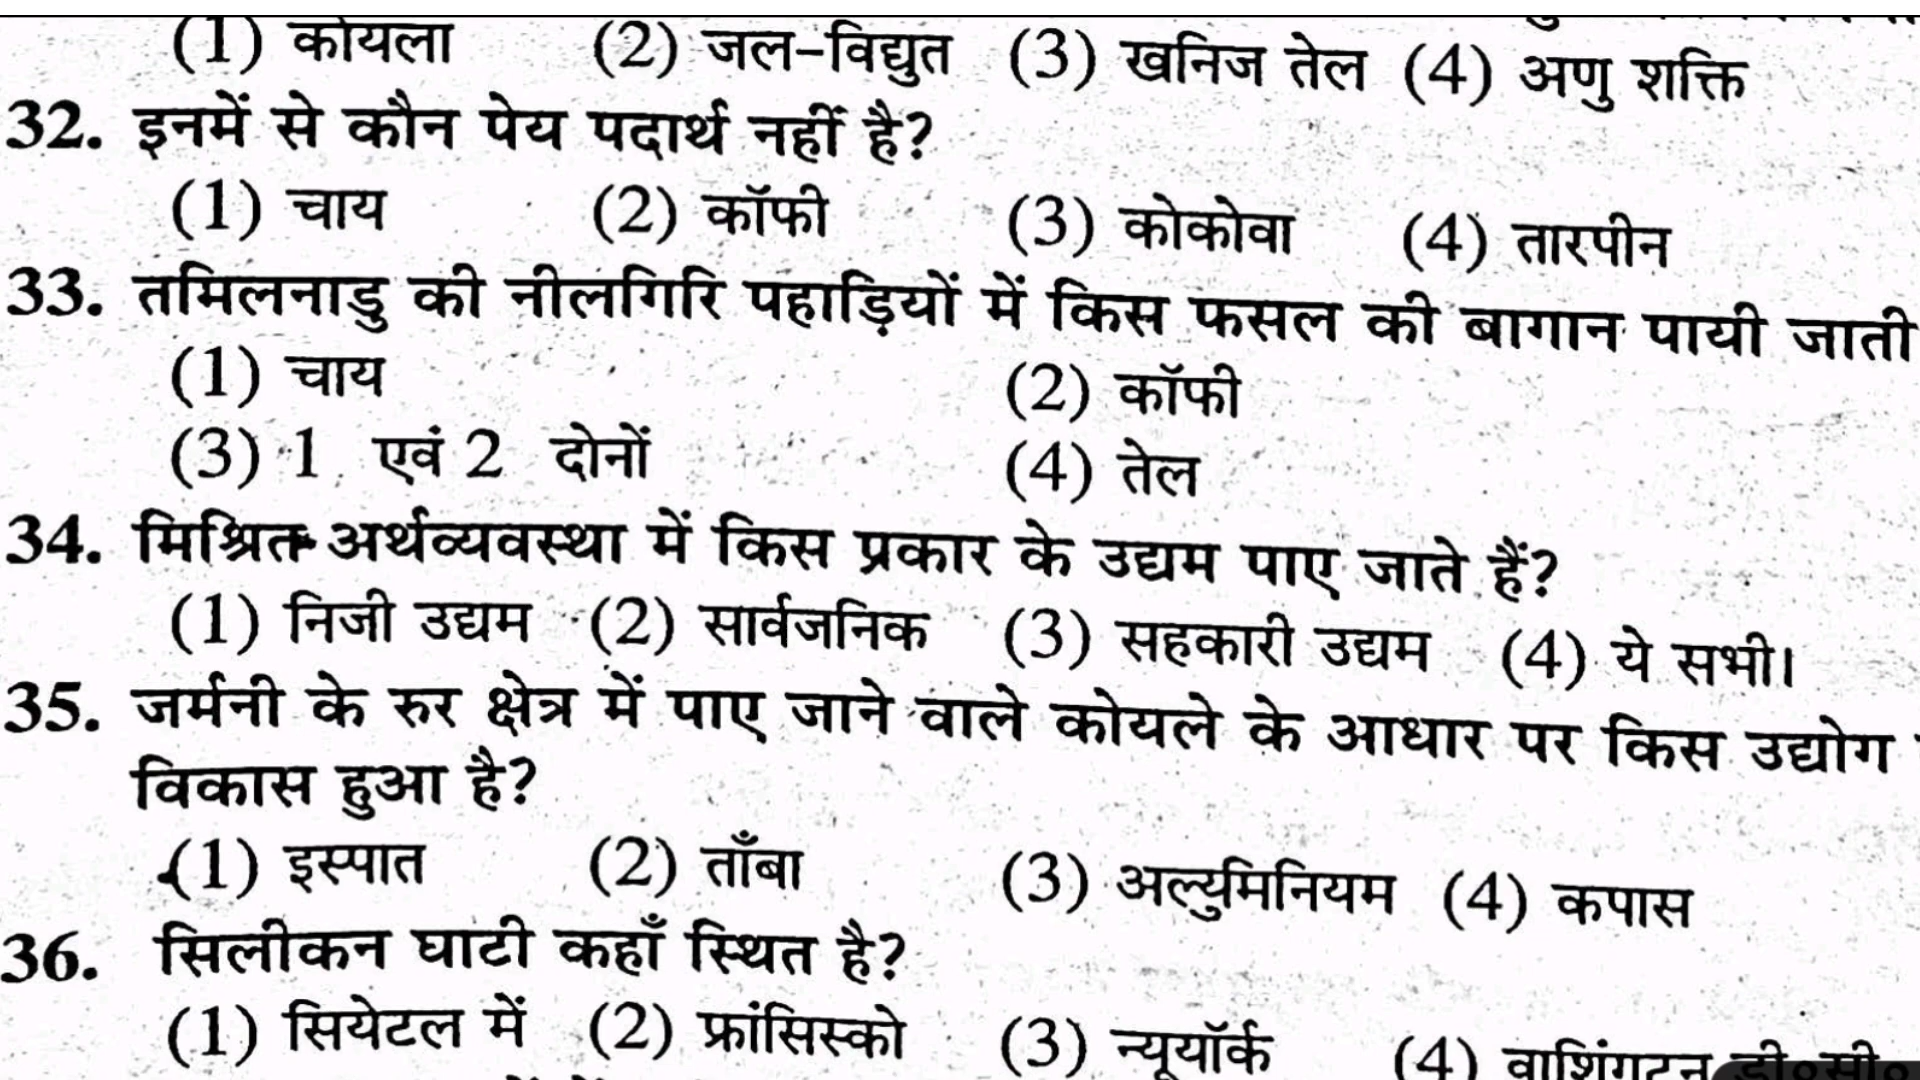 (1) कोयला (2) जल-विद्युत (3) खनिज तेल (4) अणु शक्ति
32. इनमें से कौन पेय पदार्थ नहीं है?
(1) चाय (2) कॉफी (3) कोकोवा (4) तारपीन
33. तमिलनाडु की नीलगिरि पहाड़ियों में किस फसल की बागान पायी जाती
(1) चाय (2) कॉफी
(3) 1 एवं 2 दोनों (4) तेल
34. मिश्रित अर्थव्यवस्था में किस प्रकार के उद्यम पाए जाते हैं?
(1) निजी उद्यम (2) सार्वजनिक (3) सहकारी उद्यम (4) ये सभी।
35. जर्मनी के रुर क्षेत्र में पाए जाने वाले कोयले के आधार पर किस उद्योग
विकास हुआ है?
(1) इस्पात (2) ताँबा (3) अल्युमिनियम (4) कपास
36. सिलीकन घाटी कहाँ स्थित है?
(1) सियेटल में (2) फ्रांसिस्को (3) न्यूयॉर्क (4) वाशिंगटन डी०सी०